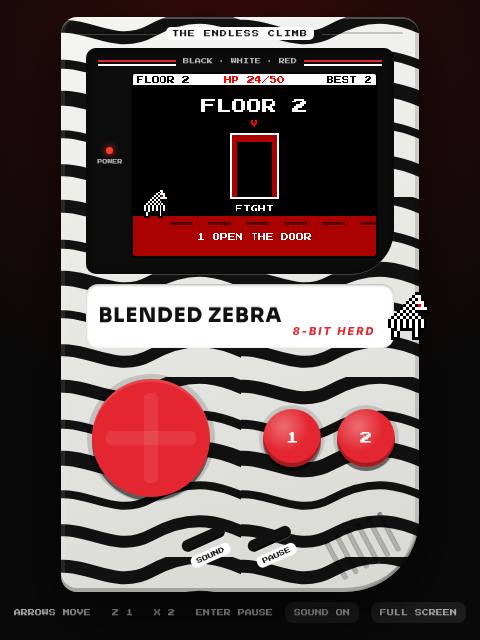 THE ENDLESS CLIMB
BLACK · WHITE · RED
FLOOR 2 HP 24/50 BEST 2
FLOOR 2
POWER
FIGHT
1 OPEN THE DOOR
BLENDED ZEBRA
8-BIT HERD
1 2
SOUND PAUSE
ARROWS MOVE Z 1 X 2 ENTER PAUSE SOUND ON FULL SCREEN